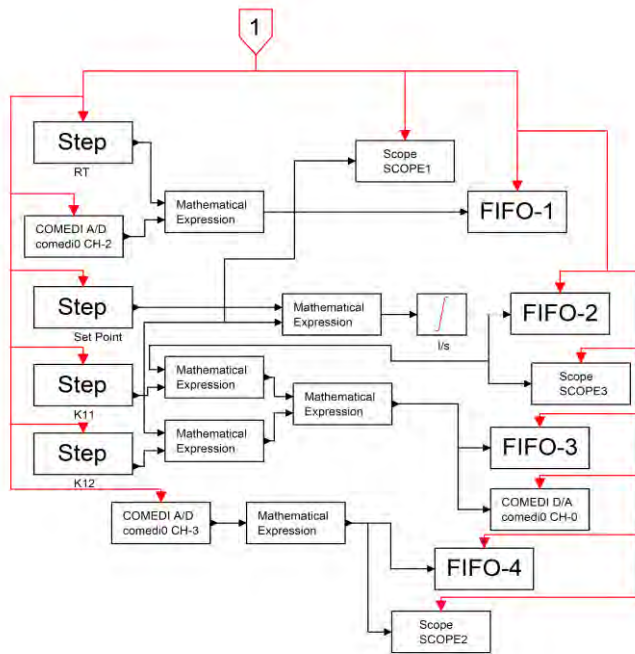 1
Step
RT
Scope
SCOPE1
Mathematical
Expression
FIFO-1
COMEDI A/D
comedi0 CH-2
Step
Set Point
Mathematical
Expression
I/s
FIFO-2
Step
K11
Mathematical
Expression
Mathematical
Expression
Scope
SCOPE3
Step
K12
Mathematical
Expression
FIFO-3
COMEDI A/D
comedi0 CH-3
Mathematical
Expression
COMEDI D/A
comedi0 CH-0
FIFO-4
Scope
SCOPE2